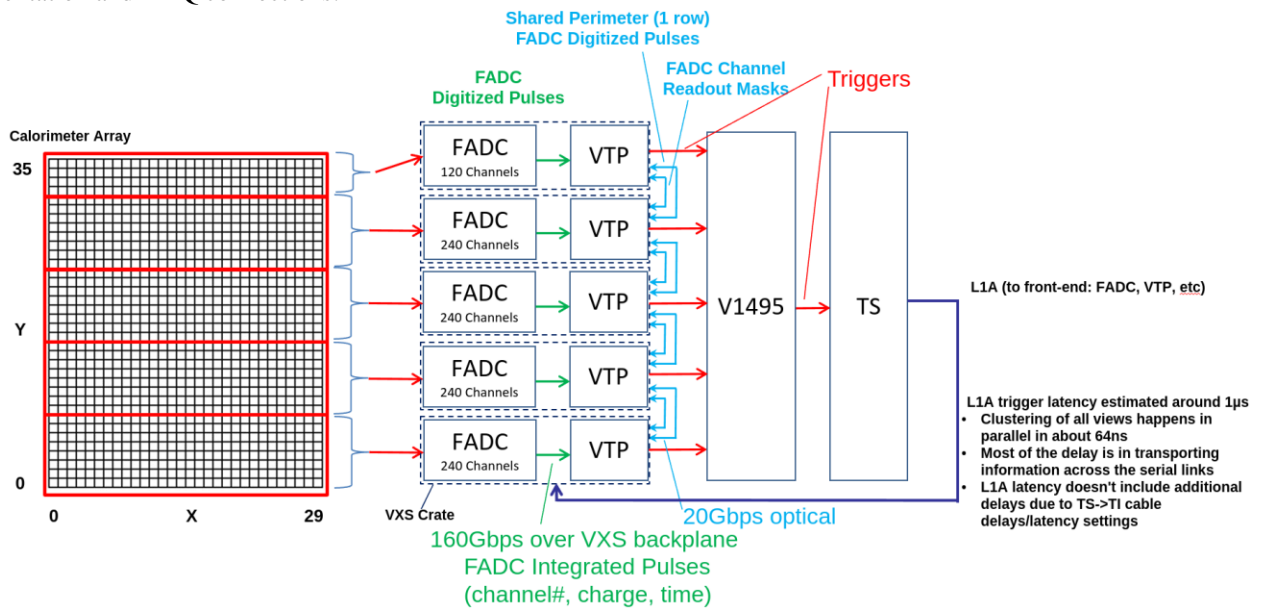 Shared Perimeter (1 row)
FADC Digitized Pulses
FADC
Digitized Pulses
FADC Channel
Readout Masks
Triggers
Calorimeter Array
35
Y
0
0
X
29
FADC
120 Channels
VTP
FADC
240 Channels
VTP
FADC
240 Channels
VTP
FADC
240 Channels
VTP
FADC
240 Channels
VTP
V1495
TS
L1A (to front-end: FADC, VTP, etc)
L1A trigger latency estimated around 1µs
• Clustering of all views happens in
parallel in about 64ns
• Most of the delay is in transporting
information across the serial links
• L1A latency doesn't include additional
delays due to TS->TI cable
delays/latency settings
VXS Crate
20Gbps optical
160Gbps over VXS backplane
FADC Integrated Pulses
(channel#, charge, time)